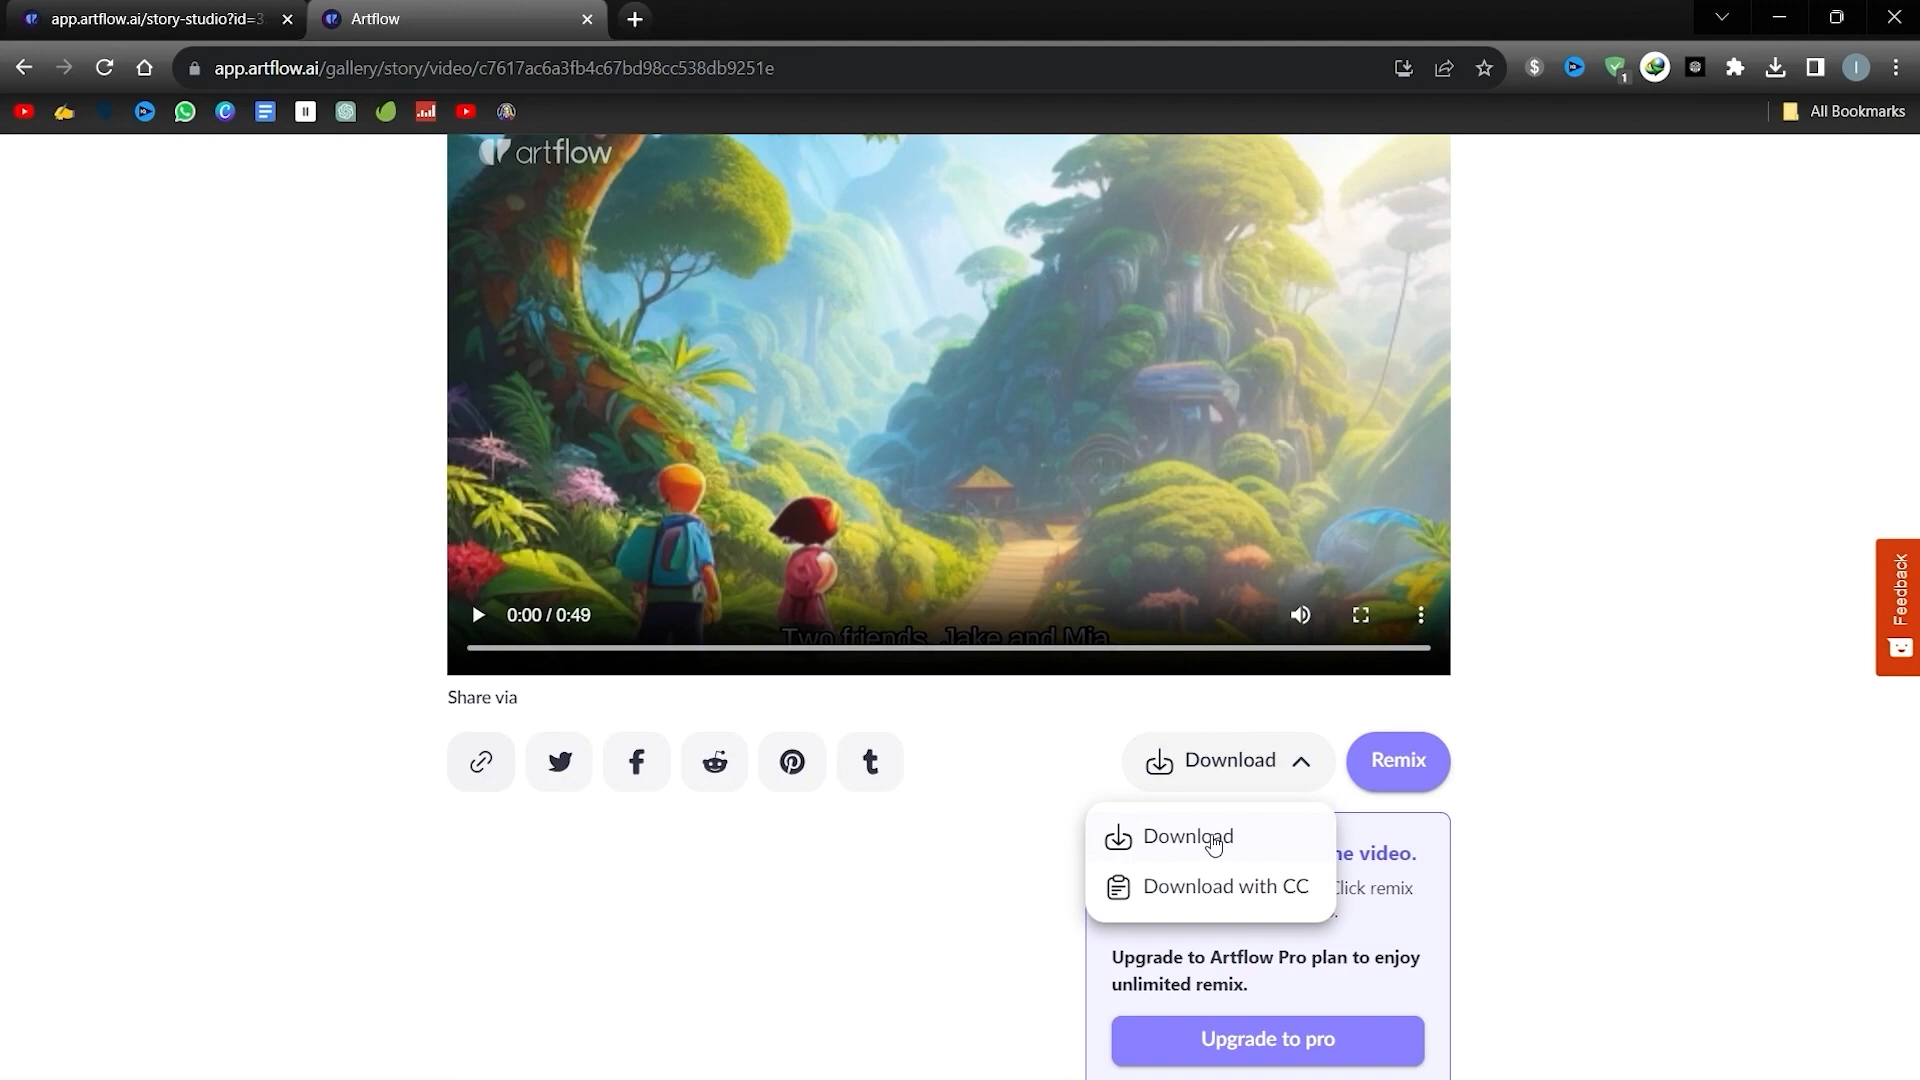 app.artflow.ai/story-studio?id=3
Artflow
app.artflow.ai/gallery/story/video/c7617ac6a3fb4c67bd98cc538db9251e
$
1
I
All Bookmarks
artflow
Two friends, Jake and Mia
0:00 / 0:49
Feedback
Share via
Download
Remix
Download
he video.
Download with CC
Click remix
Upgrade to Artflow Pro plan to enjoy
unlimited remix.
Upgrade to pro